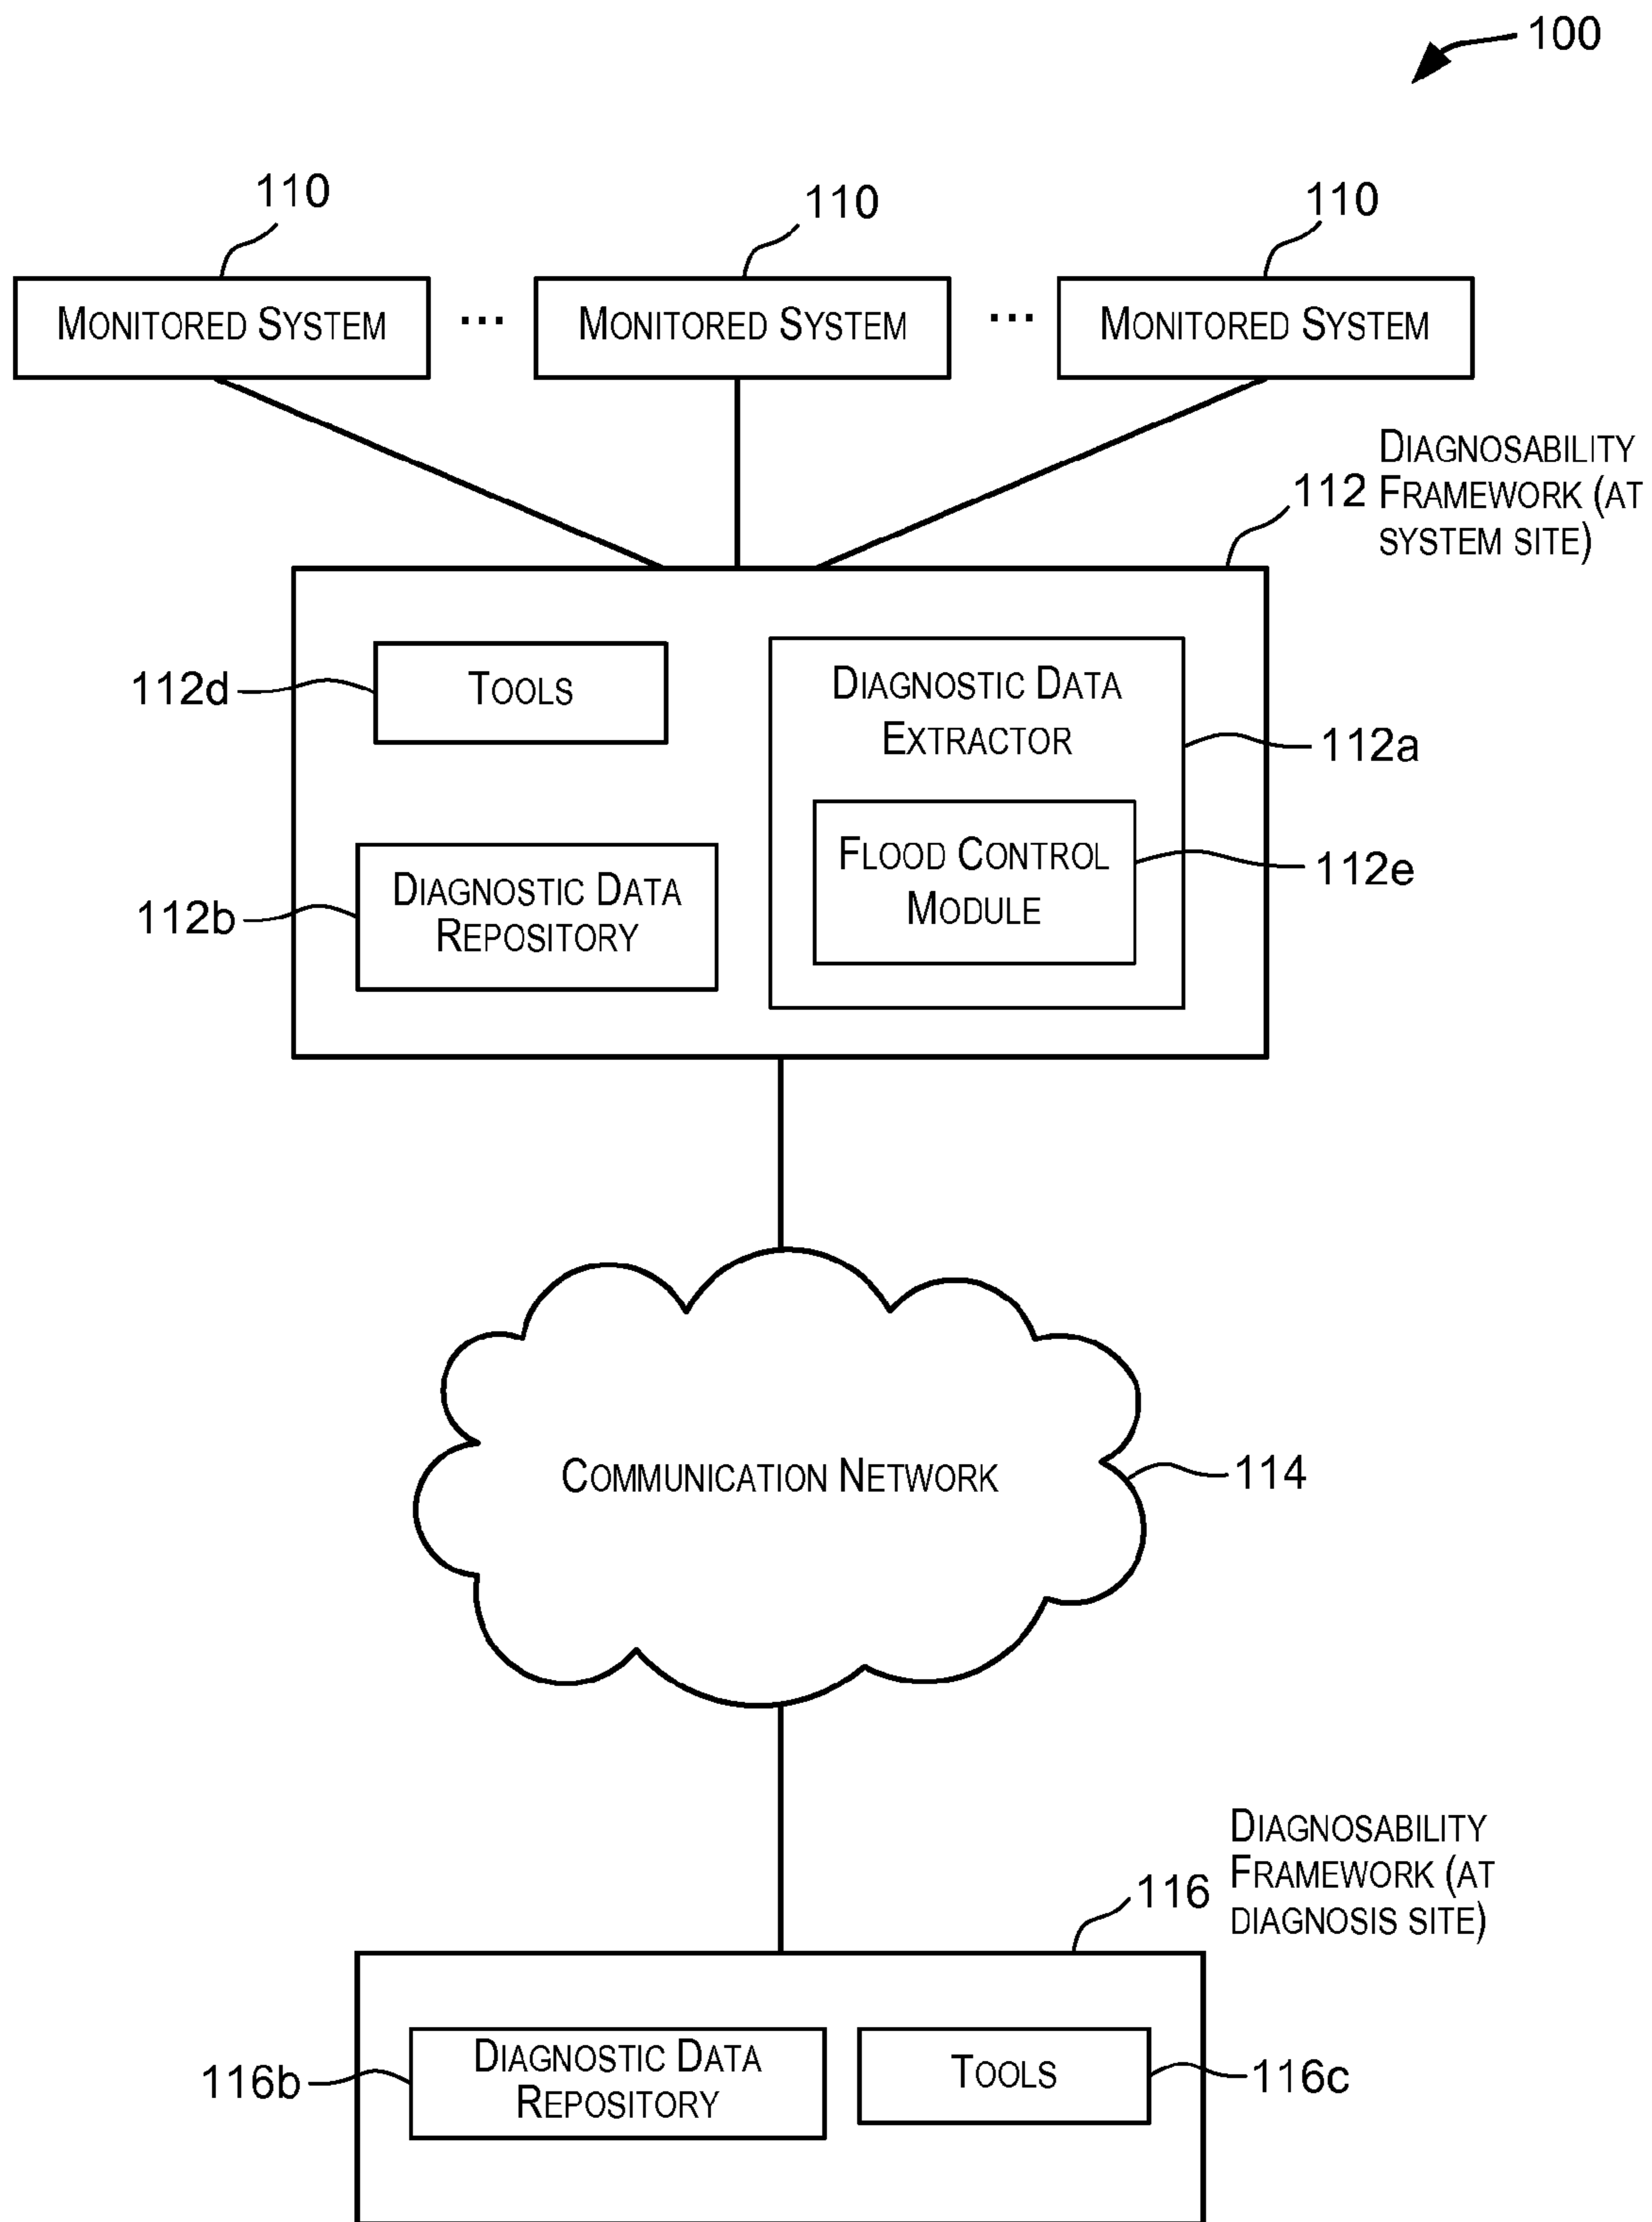 100
110
110
110
Monitored System
...
Monitored System
...
Monitored System
Diagnosability
112 Framework (at
system site)
112d
Tools
Diagnostic Data
Extractor
112a
Flood Control
Module
112e
112b
Diagnostic Data
Repository
Communication Network
114
Diagnosability
116 Framework (at
diagnosis site)
116b
Diagnostic Data
Repository
Tools
116c